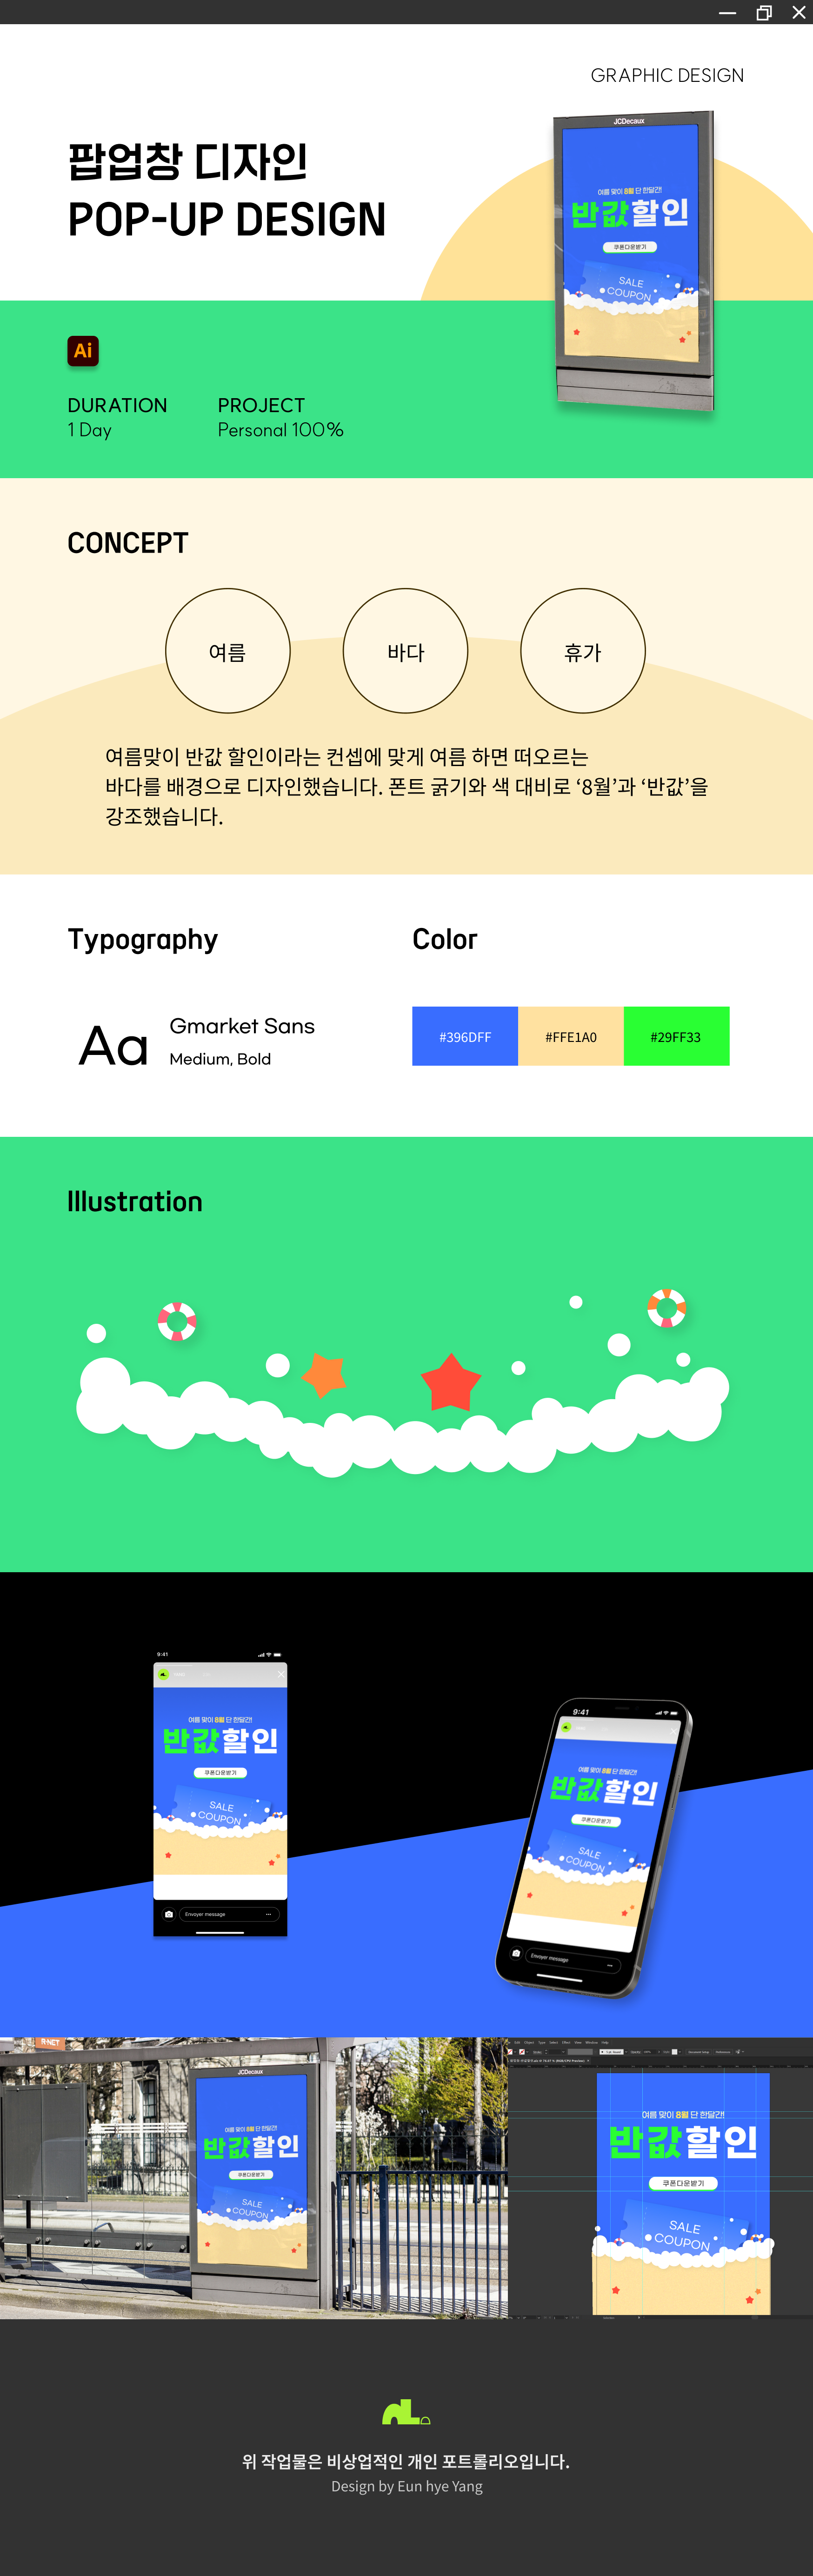 GRAPHIC DESIGN
팝업창 디자인
POP-UP DESIGN
JCDecaux
여름 맞이 8월 단 한달간!
반값할인
쿠폰다운받기
SALE
COUPON
Ai
DURATION
1 Day
PROJECT
Personal 100%
CONCEPT
여름
바다
휴가
여름맞이 반값 할인이라는 컨셉에 맞게 여름 하면 떠오르는
바다를 배경으로 디자인했습니다. 폰트 굵기와 색 대비로 ‘8월’과 ‘반값’을
강조했습니다.
Typography
Aa
Gmarket Sans
Medium, Bold
Color
#396DFF
#FFE1A0
#29FF33
Illustration
9:41
여름 맞이 8월 단 한달간!
반값할인
쿠폰다운받기
SALE
COUPON
Envoyer message
9:41
여름 맞이 8월 단 한달간!
반값할인
쿠폰다운받기
SALE
COUPON
Envoyer message
R-NET
JCDecaux
여름 맞이 8월 단 한달간!
반값할인
쿠폰다운받기
SALE
COUPON
여름 맞이 8월 단 한달간!
반값할인
쿠폰다운받기
SALE
COUPON
위 작업물은 비상업적인 개인 포트폴리오입니다.
Design by Eun hye Yang